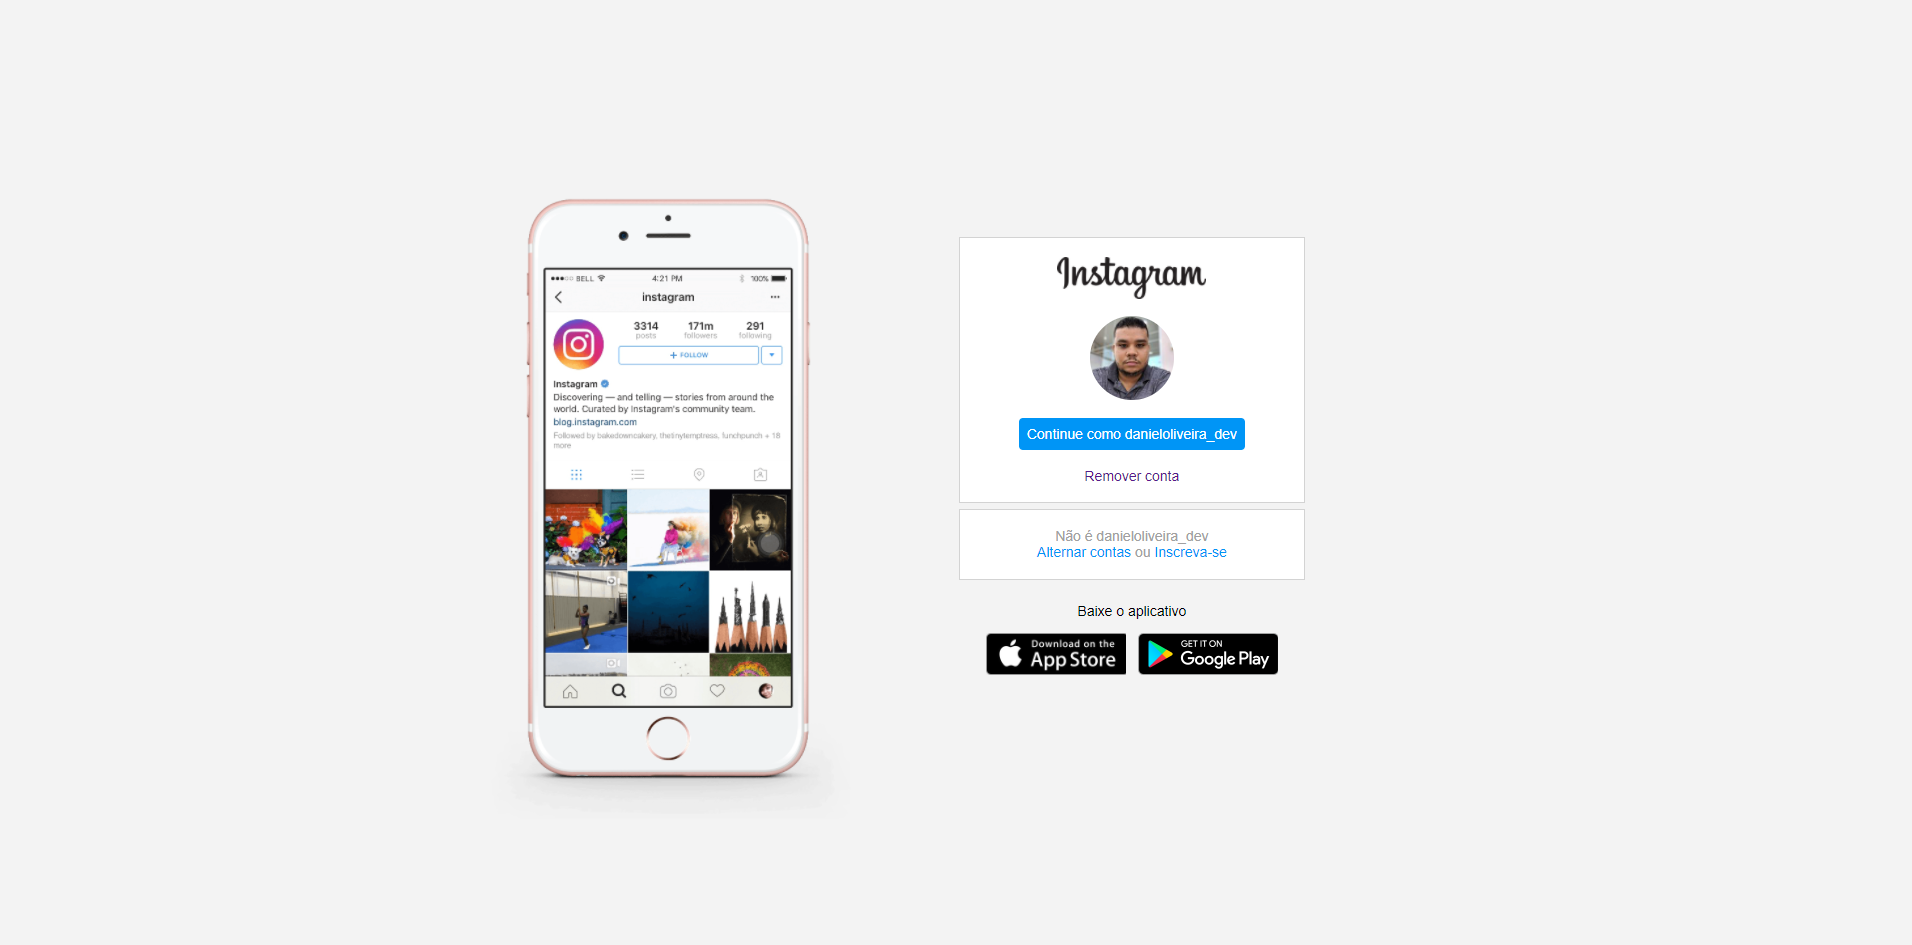 BELL
4:21 PM
100%
instagram
3314
171m
291
posts
followers
following
+ FOLLOW
Instagram
Discovering — and telling — stories from around the
world. Curated by Instagram's community team.
blog.instagram.com
Followed by bakedowncakery, thetinytemptress, lunchpunch + 18
more
Instagram
Continue como danieloliveira_dev
Remover conta
Não é danieloliveira_dev
Alternar contas ou Inscreva-se
Baixe o aplicativo
Download on the
App Store
GET IT ON
Google Play